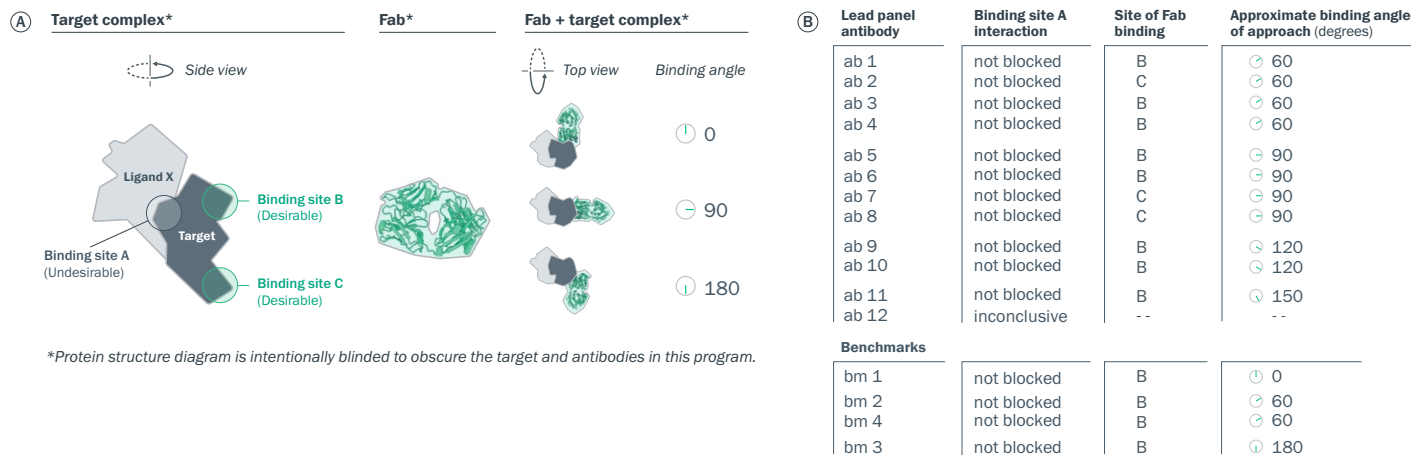 A
Target complex*
Fab*
Fab + target complex*
Side view
Top view
Binding angle
Ligand X
Target
Binding site B
(Desirable)
Binding site A
(Undesirable)
Binding site C
(Desirable)
0
90
180
*Protein structure diagram is intentionally blinded to obscure the target and antibodies in this program.
B
Lead panel antibody
Binding site A interaction
Site of Fab binding
Approximate binding angle of approach (degrees)
ab 1 not blocked B 60
ab 2 not blocked C 60
ab 3 not blocked B 60
ab 4 not blocked B 60
ab 5 not blocked B 90
ab 6 not blocked B 90
ab 7 not blocked C 90
ab 8 not blocked C 90
ab 9 not blocked B 120
ab 10 not blocked B 120
ab 11 not blocked B 150
ab 12 inconclusive -- --
Benchmarks
bm 1 not blocked B 0
bm 2 not blocked B 60
bm 4 not blocked B 60
bm 3 not blocked B 180